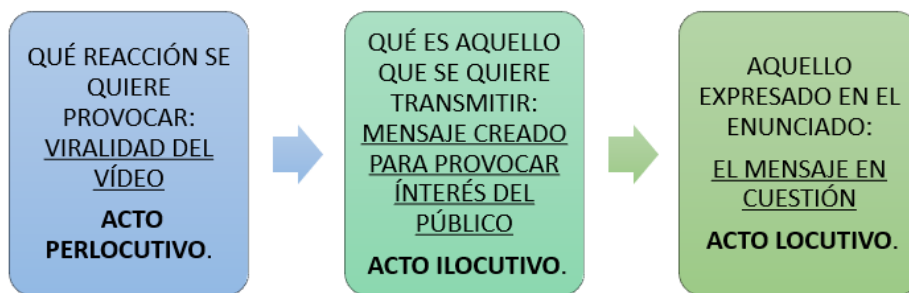 QUÉ REACCIÓN SE
QUIERE
PROVOCAR:
VIRALIDAD DEL
VÍDEO
ACTO
PERLOCUTIVO.
QUÉ ES AQUELLO
QUE SE QUIERE
TRANSMITIR:
MENSAJE CREADO
PARA PROVOCAR
ÍNTERÉS DEL
PÚBLICO
ACTO ILOCUTIVO.
AQUELLO
EXPRESADO EN EL
ENUNCIADO:
EL MENSAJE EN
CUESTIÓN
ACTO LOCUTIVO.